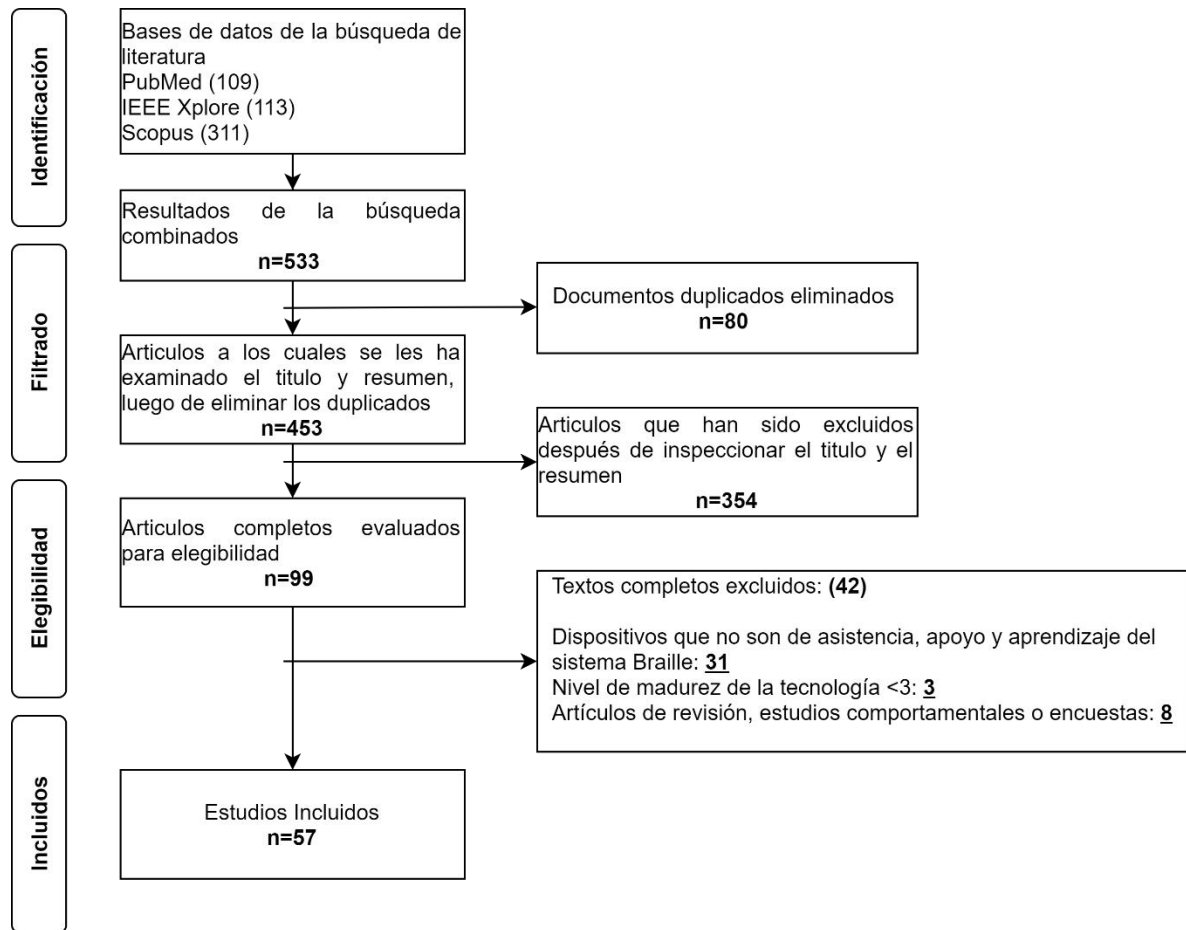 Identificación
Bases de datos de la búsqueda de
literatura
PubMed (109)
IEEE Xplore (113)
Scopus (311)
Resultados de la búsqueda
combinados
n=533
Filtrado
Documentos duplicados eliminados
n=80
Articulos a los cuales se les ha
examinado el titulo y resumen,
luego de eliminar los duplicados
n=453
Articulos que han sido excluidos
después de inspeccionar el titulo y el
resumen
n=354
Elegibilidad
Articulos completos evaluados
para elegibilidad
n=99
Textos completos excluidos: (42)
Dispositivos que no son de asistencia, apoyo y aprendizaje del
sistema Braille: 31
Nivel de madurez de la tecnología <3: 3
Artículos de revisión, estudios comportamentales o encuestas: 8
Incluidos
Estudios Incluidos
n=57